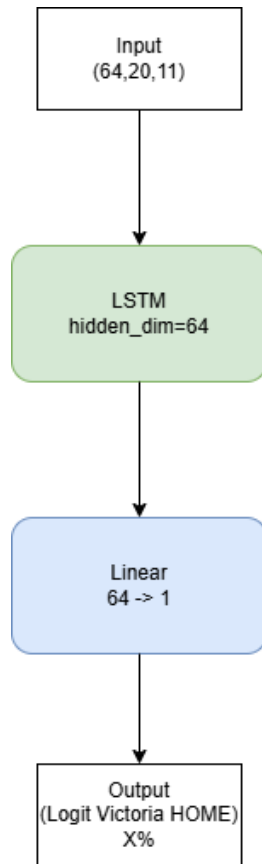 Input
(64,20,11)
LSTM
hidden_dim=64
Linear
64 -> 1
Output
(Logit Victoria HOME)
X%